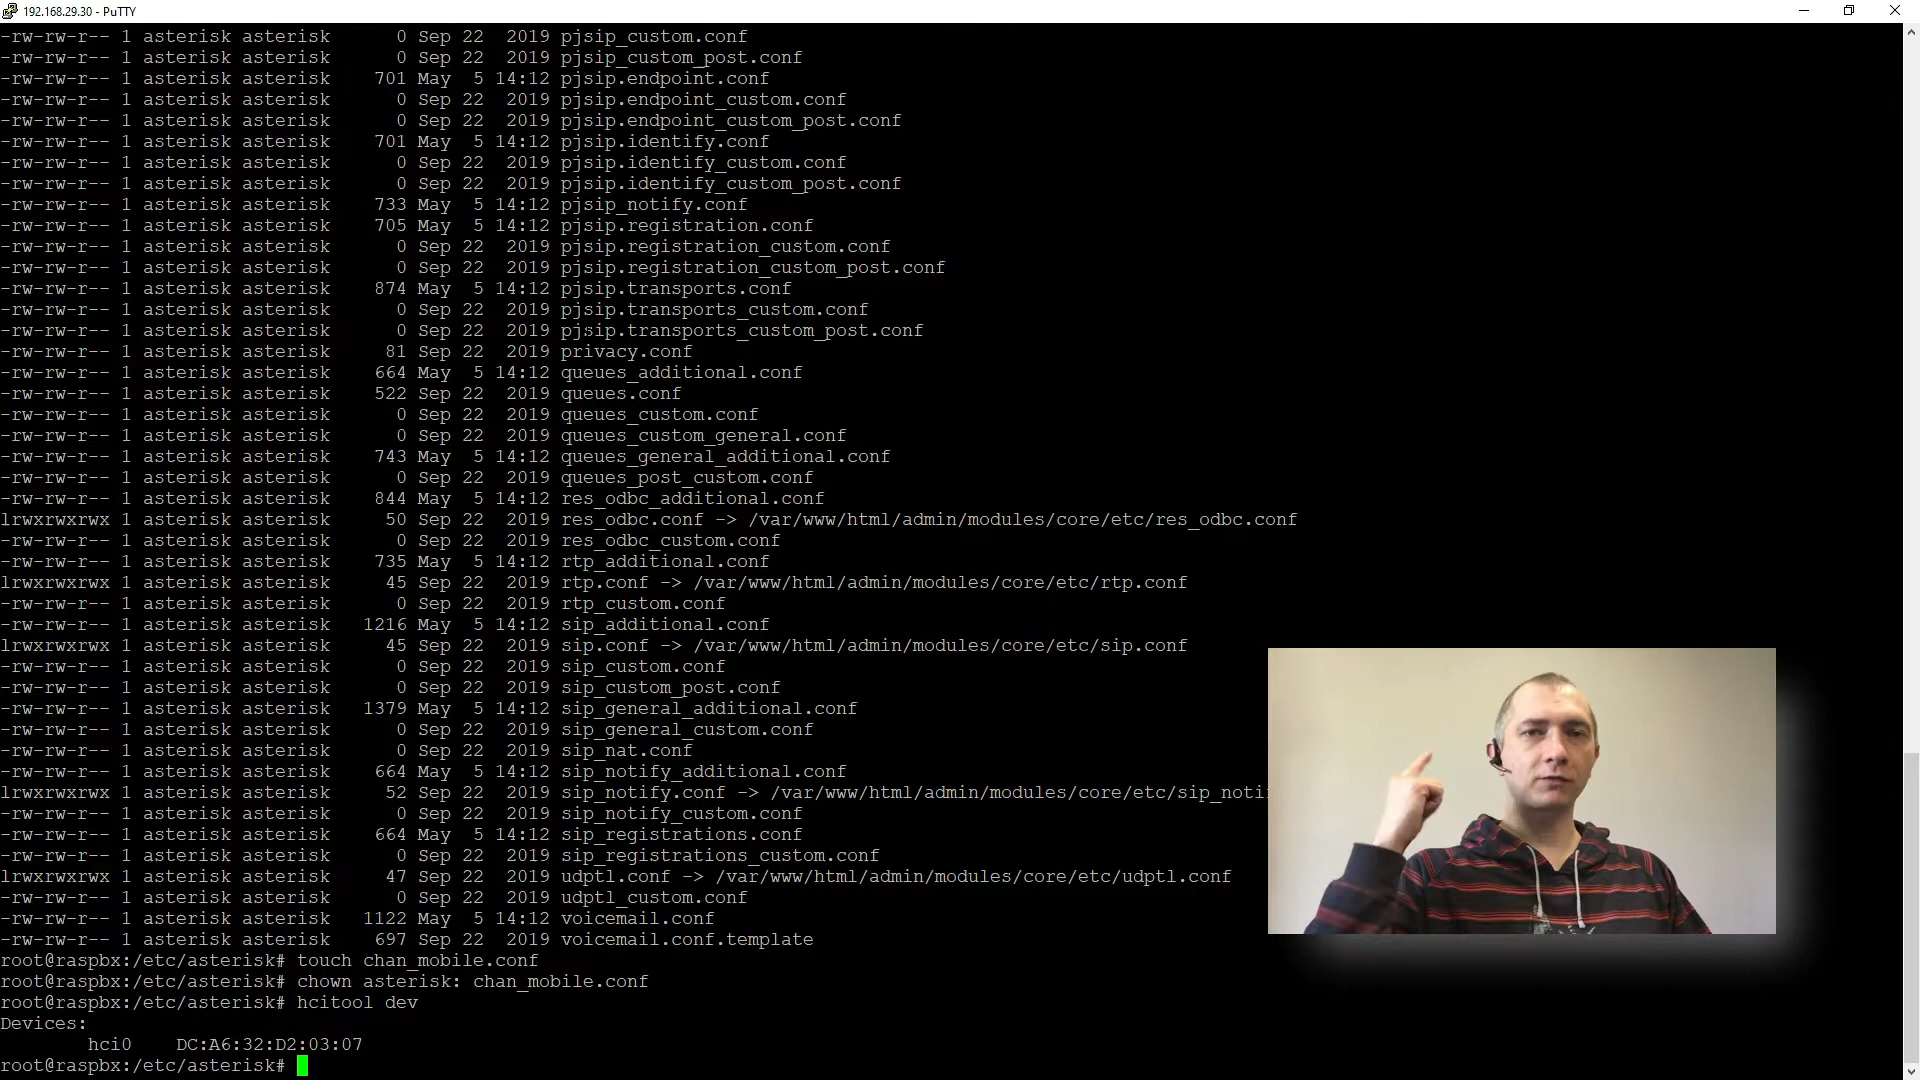 192.168.29.30 - PuTTY
-rw-rw-r-- 1 asterisk asterisk 0 Sep 22 2019 pjsip_custom.conf
-rw-rw-r-- 1 asterisk asterisk 0 Sep 22 2019 pjsip_custom_post.conf
-rw-rw-r-- 1 asterisk asterisk 701 May 5 14:12 pjsip.endpoint.conf
-rw-rw-r-- 1 asterisk asterisk 0 Sep 22 2019 pjsip.endpoint_custom.conf
-rw-rw-r-- 1 asterisk asterisk 0 Sep 22 2019 pjsip.endpoint_custom_post.conf
-rw-rw-r-- 1 asterisk asterisk 701 May 5 14:12 pjsip.identify.conf
-rw-rw-r-- 1 asterisk asterisk 0 Sep 22 2019 pjsip.identify_custom.conf
-rw-rw-r-- 1 asterisk asterisk 0 Sep 22 2019 pjsip.identify_custom_post.conf
-rw-rw-r-- 1 asterisk asterisk 733 May 5 14:12 pjsip_notify.conf
-rw-rw-r-- 1 asterisk asterisk 705 May 5 14:12 pjsip.registration.conf
-rw-rw-r-- 1 asterisk asterisk 0 Sep 22 2019 pjsip.registration_custom.conf
-rw-rw-r-- 1 asterisk asterisk 0 Sep 22 2019 pjsip.registration_custom_post.conf
-rw-rw-r-- 1 asterisk asterisk 874 May 5 14:12 pjsip.transports.conf
-rw-rw-r-- 1 asterisk asterisk 0 Sep 22 2019 pjsip.transports_custom.conf
-rw-rw-r-- 1 asterisk asterisk 0 Sep 22 2019 pjsip.transports_custom_post.conf
-rw-rw-r-- 1 asterisk asterisk 81 Sep 22 2019 privacy.conf
-rw-rw-r-- 1 asterisk asterisk 664 May 5 14:12 queues_additional.conf
-rw-rw-r-- 1 asterisk asterisk 522 Sep 22 2019 queues.conf
-rw-rw-r-- 1 asterisk asterisk 0 Sep 22 2019 queues_custom.conf
-rw-rw-r-- 1 asterisk asterisk 0 Sep 22 2019 queues_custom_general.conf
-rw-rw-r-- 1 asterisk asterisk 743 May 5 14:12 queues_general_additional.conf
-rw-rw-r-- 1 asterisk asterisk 0 Sep 22 2019 queues_post_custom.conf
-rw-rw-r-- 1 asterisk asterisk 844 May 5 14:12 res_odbc_additional.conf
lrwxrwxrwx 1 asterisk asterisk 50 Sep 22 2019 res_odbc.conf -> /var/www/html/admin/modules/core/etc/res_odbc.conf
-rw-rw-r-- 1 asterisk asterisk 0 Sep 22 2019 res_odbc_custom.conf
-rw-rw-r-- 1 asterisk asterisk 735 May 5 14:12 rtp_additional.conf
lrwxrwxrwx 1 asterisk asterisk 45 Sep 22 2019 rtp.conf -> /var/www/html/admin/modules/core/etc/rtp.conf
-rw-rw-r-- 1 asterisk asterisk 0 Sep 22 2019 rtp_custom.conf
-rw-rw-r-- 1 asterisk asterisk 1216 May 5 14:12 sip_additional.conf
lrwxrwxrwx 1 asterisk asterisk 45 Sep 22 2019 sip.conf -> /var/www/html/admin/modules/core/etc/sip.conf
-rw-rw-r-- 1 asterisk asterisk 0 Sep 22 2019 sip_custom.conf
-rw-rw-r-- 1 asterisk asterisk 0 Sep 22 2019 sip_custom_post.conf
-rw-rw-r-- 1 asterisk asterisk 1379 May 5 14:12 sip_general_additional.conf
-rw-rw-r-- 1 asterisk asterisk 0 Sep 22 2019 sip_general_custom.conf
-rw-rw-r-- 1 asterisk asterisk 0 Sep 22 2019 sip_nat.conf
-rw-rw-r-- 1 asterisk asterisk 664 May 5 14:12 sip_notify_additional.conf
lrwxrwxrwx 1 asterisk asterisk 52 Sep 22 2019 sip_notify.conf -> /var/www/html/admin/modules/core/etc/sip_noti
-rw-rw-r-- 1 asterisk asterisk 0 Sep 22 2019 sip_notify_custom.conf
-rw-rw-r-- 1 asterisk asterisk 664 May 5 14:12 sip_registrations.conf
-rw-rw-r-- 1 asterisk asterisk 0 Sep 22 2019 sip_registrations_custom.conf
lrwxrwxrwx 1 asterisk asterisk 47 Sep 22 2019 udptl.conf -> /var/www/html/admin/modules/core/etc/udptl.conf
-rw-rw-r-- 1 asterisk asterisk 0 Sep 22 2019 udptl_custom.conf
-rw-rw-r-- 1 asterisk asterisk 1122 May 5 14:12 voicemail.conf
-rw-rw-r-- 1 asterisk asterisk 697 Sep 22 2019 voicemail.conf.template
root@raspbx:/etc/asterisk# touch chan_mobile.conf
root@raspbx:/etc/asterisk# chown asterisk: chan_mobile.conf
root@raspbx:/etc/asterisk# hcitool dev
Devices:
hci0 DC:A6:32:D2:03:07
root@raspbx:/etc/asterisk#